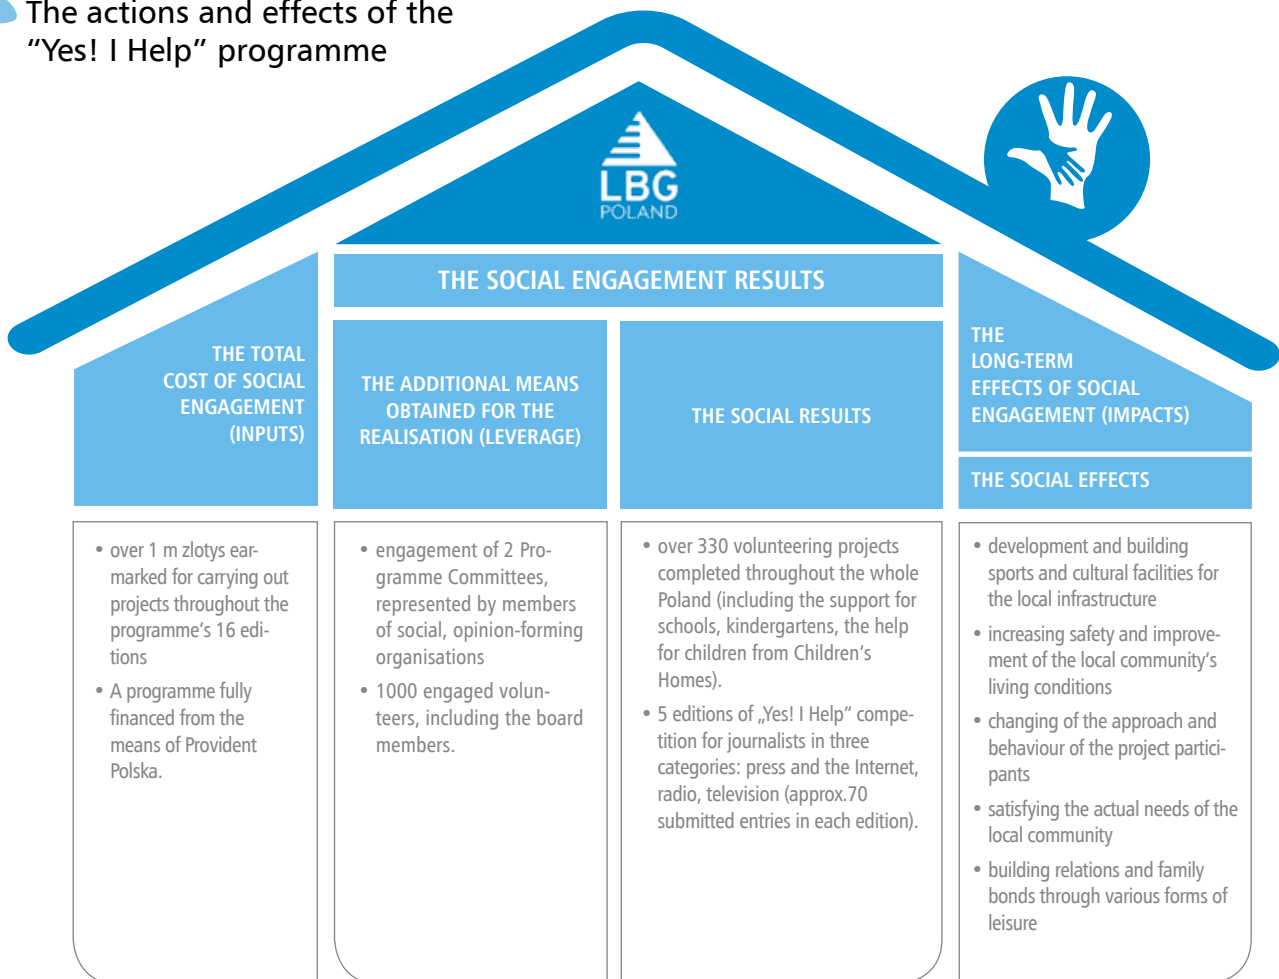 The actions and effects of the
“Yes! I Help” programme
LBG
POLAND
THE SOCIAL ENGAGEMENT RESULTS
THE TOTAL
COST OF SOCIAL
ENGAGEMENT
(INPUTS)
THE ADDITIONAL MEANS
OBTAINED FOR THE
REALISATION (LEVERAGE)
THE SOCIAL RESULTS
THE
LONG-TERM
EFFECTS OF SOCIAL
ENGAGEMENT (IMPACTS)
THE SOCIAL EFFECTS
• over 1 m zlotys ear-
marked for carrying out
projects throughout the
programme’s 16 edi-
tions
• A programme fully
financed from the
means of Provident
Polska.
• engagement of 2 Pro-
gramme Committees,
represented by members
of social, opinion-forming
organisations
• 1000 engaged volun-
teers, including the board
members.
• over 330 volunteering projects
completed throughout the whole
Poland (including the support for
schools, kindergartens, the help
for children from Children’s
Homes).
• 5 editions of „Yes! I Help” compe-
tition for journalists in three
categories: press and the Internet,
radio, television (approx.70
submitted entries in each edition).
• development and building
sports and cultural facilities for
the local infrastructure
• increasing safety and improve-
ment of the local community’s
living conditions
• changing of the approach and
behaviour of the project partici-
pants
• satisfying the actual needs of the
local community
• building relations and family
bonds through various forms of
leisure